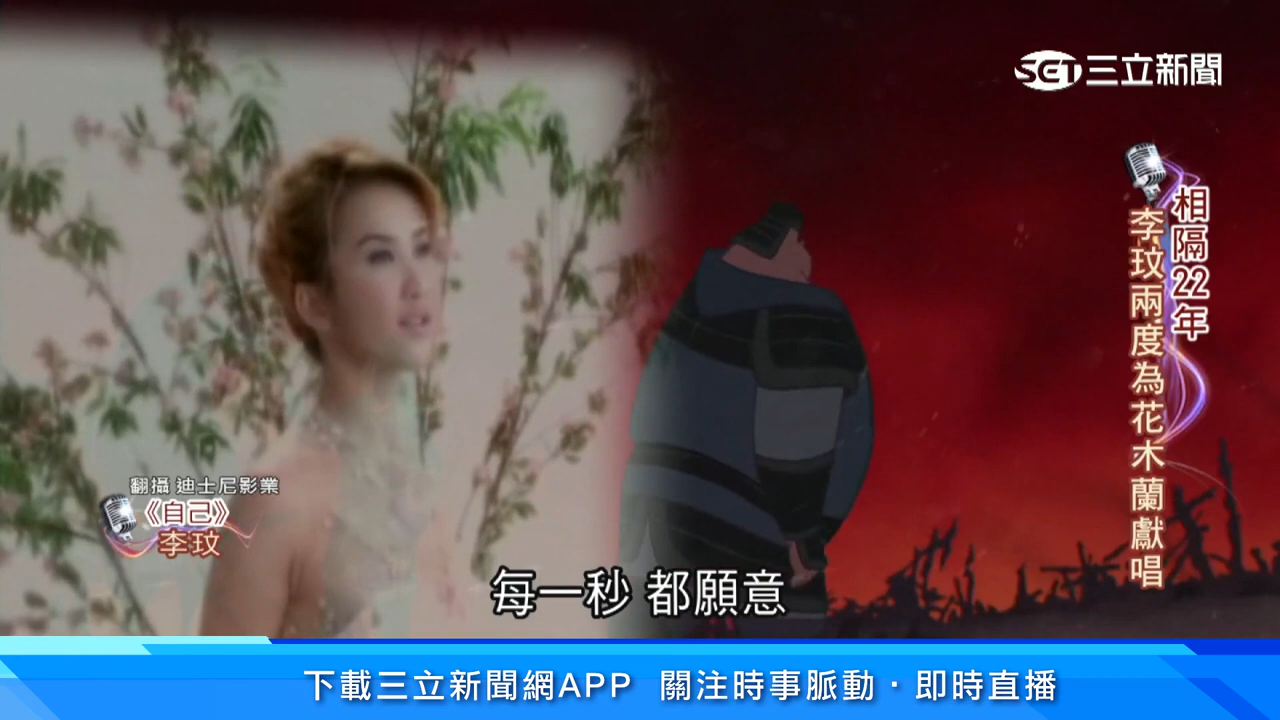 SET三立新聞
相隔22年
李玟兩度為花木蘭獻唱
翻攝 迪士尼影業
《自己》
李玟
每一秒 都願意
下載三立新聞網APP 關注時事脈動·即時直播